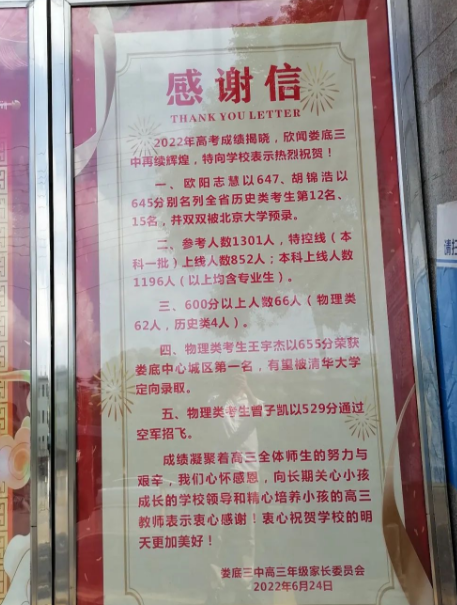 感谢信
THANK YOU LETTER
2022年高考成绩揭晓，欣闻娄底三
中再续辉煌，特向学校表示热烈祝贺！
一、欧阳志慧以647、胡锦浩以
645分别名列全省历史类考生第12名、
15名，并双双被北京大学预录。
二、参考人数1301人，特控线（本
科一批）上线人数852人；本科上线人数
1196人（以上均含专业生）。
三、600分以上人数66人（物理类
62人，历史类4人）。
四、物理类考生王宇杰以655分荣获
娄底中心城区第一名，有望被清华大学
定向录取。
五、物理类考生曾子凯以529分通过
空军招飞。
成绩凝聚着高三全体师生的努力与
艰辛，我们心怀感恩，向长期关心小孩
成长的学校领导和精心培养小孩的高三
教师表示衷心感谢！衷心祝贺学校的明
天更加美好！
娄底三中高三年级家长委员会
2022年6月24日
请扫